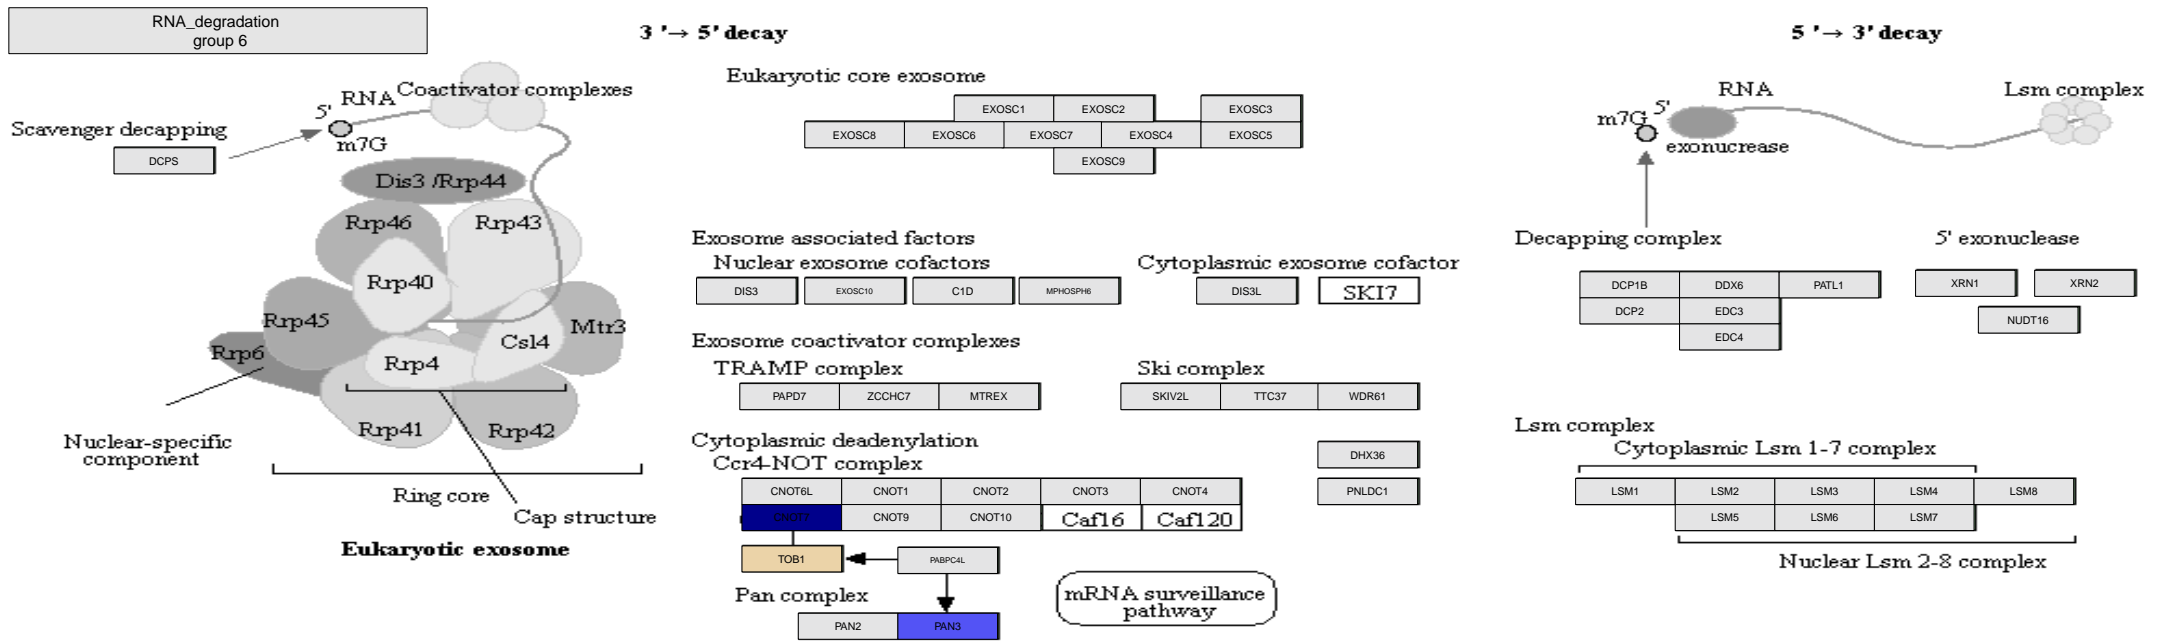 RNA_degradation
group 6
3 '→ 5' decay
5 '→ 3' decay
Eukaryotic core exosome
EXOSC1 EXOSC2 EXOSC3
EXOSC8 EXOSC6 EXOSC7 EXOSC4 EXOSC5
EXOSC9
Coactivator complexes
RNA
5'
m7G
Scavenger decapping
DCPS
Dis3 /Rrp44
Rrp46
Rrp43
Rrp40
Rrp45
Mtr3
Csl4
Rrp6
Rrp4
Rrp41
Rrp42
Nuclear-specific
component
Ring core
Cap structure
Eukaryotic exosome
Exosome associated factors
Nuclear exosome cofactors
DIS3 EXOSC10 C1D MPHOSPH6
Cytoplasmic exosome cofactor
DIS3L SKI7
Exosome coactivator complexes
TRAMP complex
PAPD7 ZCCHC7 MTREX
Ski complex
SKIV2L TTC37 WDR61
Cytoplasmic deadenylation
Ccr4-NOT complex
CNOT6L CNOT1 CNOT2 CNOT3 CNOT4
CNOT7 CNOT9 CNOT10 Caf16 Caf120
DHX36
PNLDC1
TOB1
PABPC4L
Pan complex
PAN2 PAN3
mRNA surveillance
pathway
RNA
Lsm complex
5'
m7G
exonucrease
Decapping complex
DCP1B DDX6 PATL1
DCP2 EDC3
EDC4
5' exonuclease
XRN1 XRN2
NUDT16
Lsm complex
Cytoplasmic Lsm 1-7 complex
LSM1 LSM2 LSM3 LSM4 LSM8
LSM5 LSM6 LSM7
Nuclear Lsm 2-8 complex